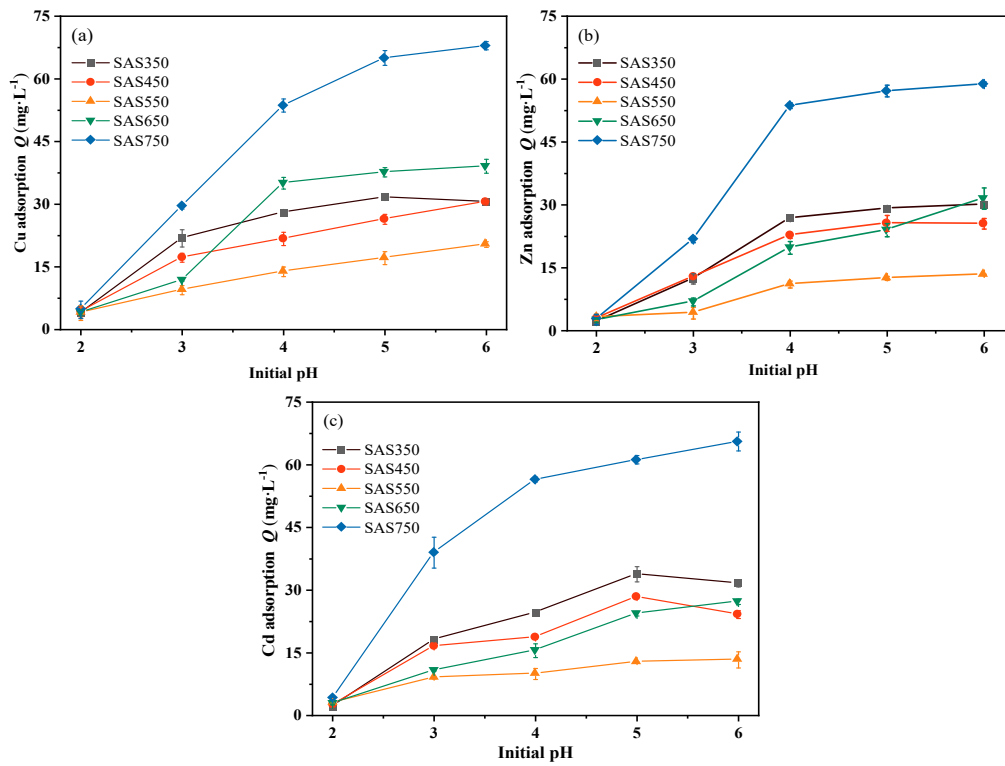 (a)
SAS350
SAS450
SAS550
SAS650
SAS750
Cu adsorption Q (mg·L⁻¹)
75
60
45
30
15
0
2 3 4 5 6
Initial pH
(b)
SAS350
SAS450
SAS550
SAS650
SAS750
Zn adsorption Q (mg·L⁻¹)
75
60
45
30
15
0
2 3 4 5 6
Initial pH
(c)
SAS350
SAS450
SAS550
SAS650
SAS750
Cd adsorption Q (mg·L⁻¹)
75
60
45
30
15
0
2 3 4 5 6
Initial pH